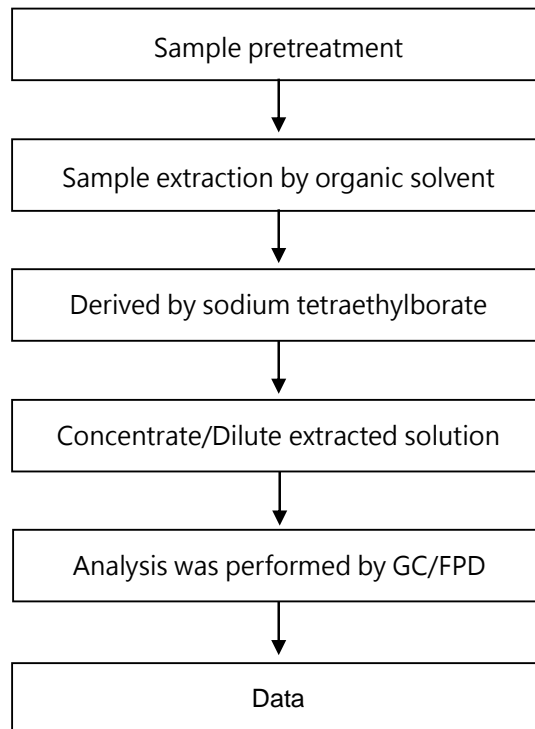 Sample pretreatment
Sample extraction by organic solvent
Derived by sodium tetraethylborate
Concentrate/Dilute extracted solution
Analysis was performed by GC/FPD
Data